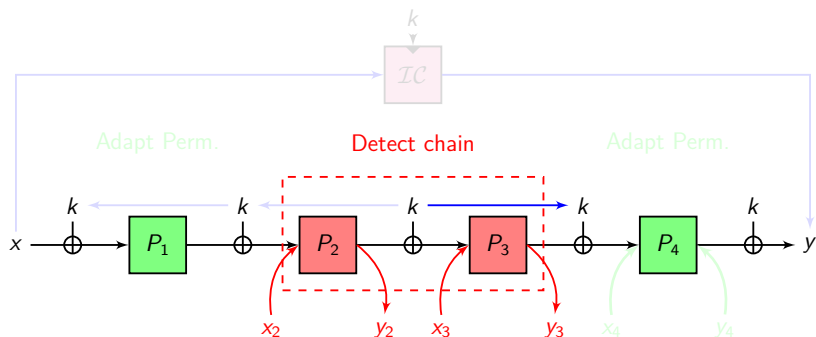 k
IC
Adapt Perm. Detect chain Adapt Perm.
k k k k k
x P₁ P₂ P₃ P₄ y
x₂ y₂ x₃ y₃ x₄ y₄